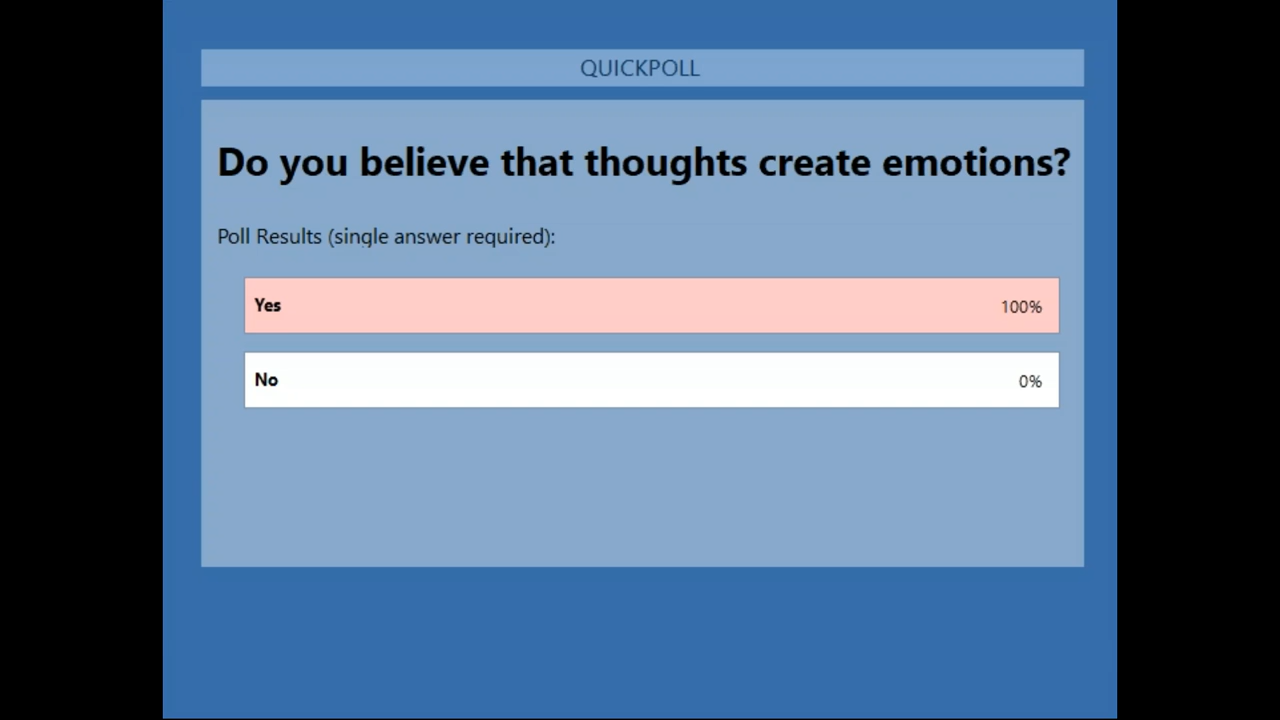 QUICKPOLL
Do you believe that thoughts create emotions?
Poll Results (single answer required):
Yes 100%
No 0%